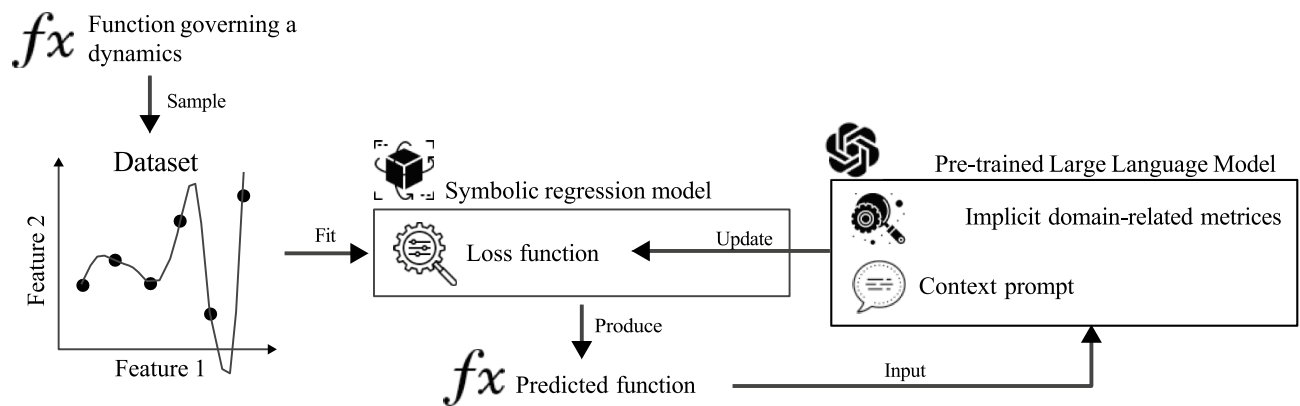 fx Function governing a
dynamics
Sample
Dataset
Feature 2
Feature 1
Fit
Symbolic regression model
Loss function
Update
Pre-trained Large Language Model
Implicit domain-related metrices
Context prompt
Produce
fx Predicted function
Input